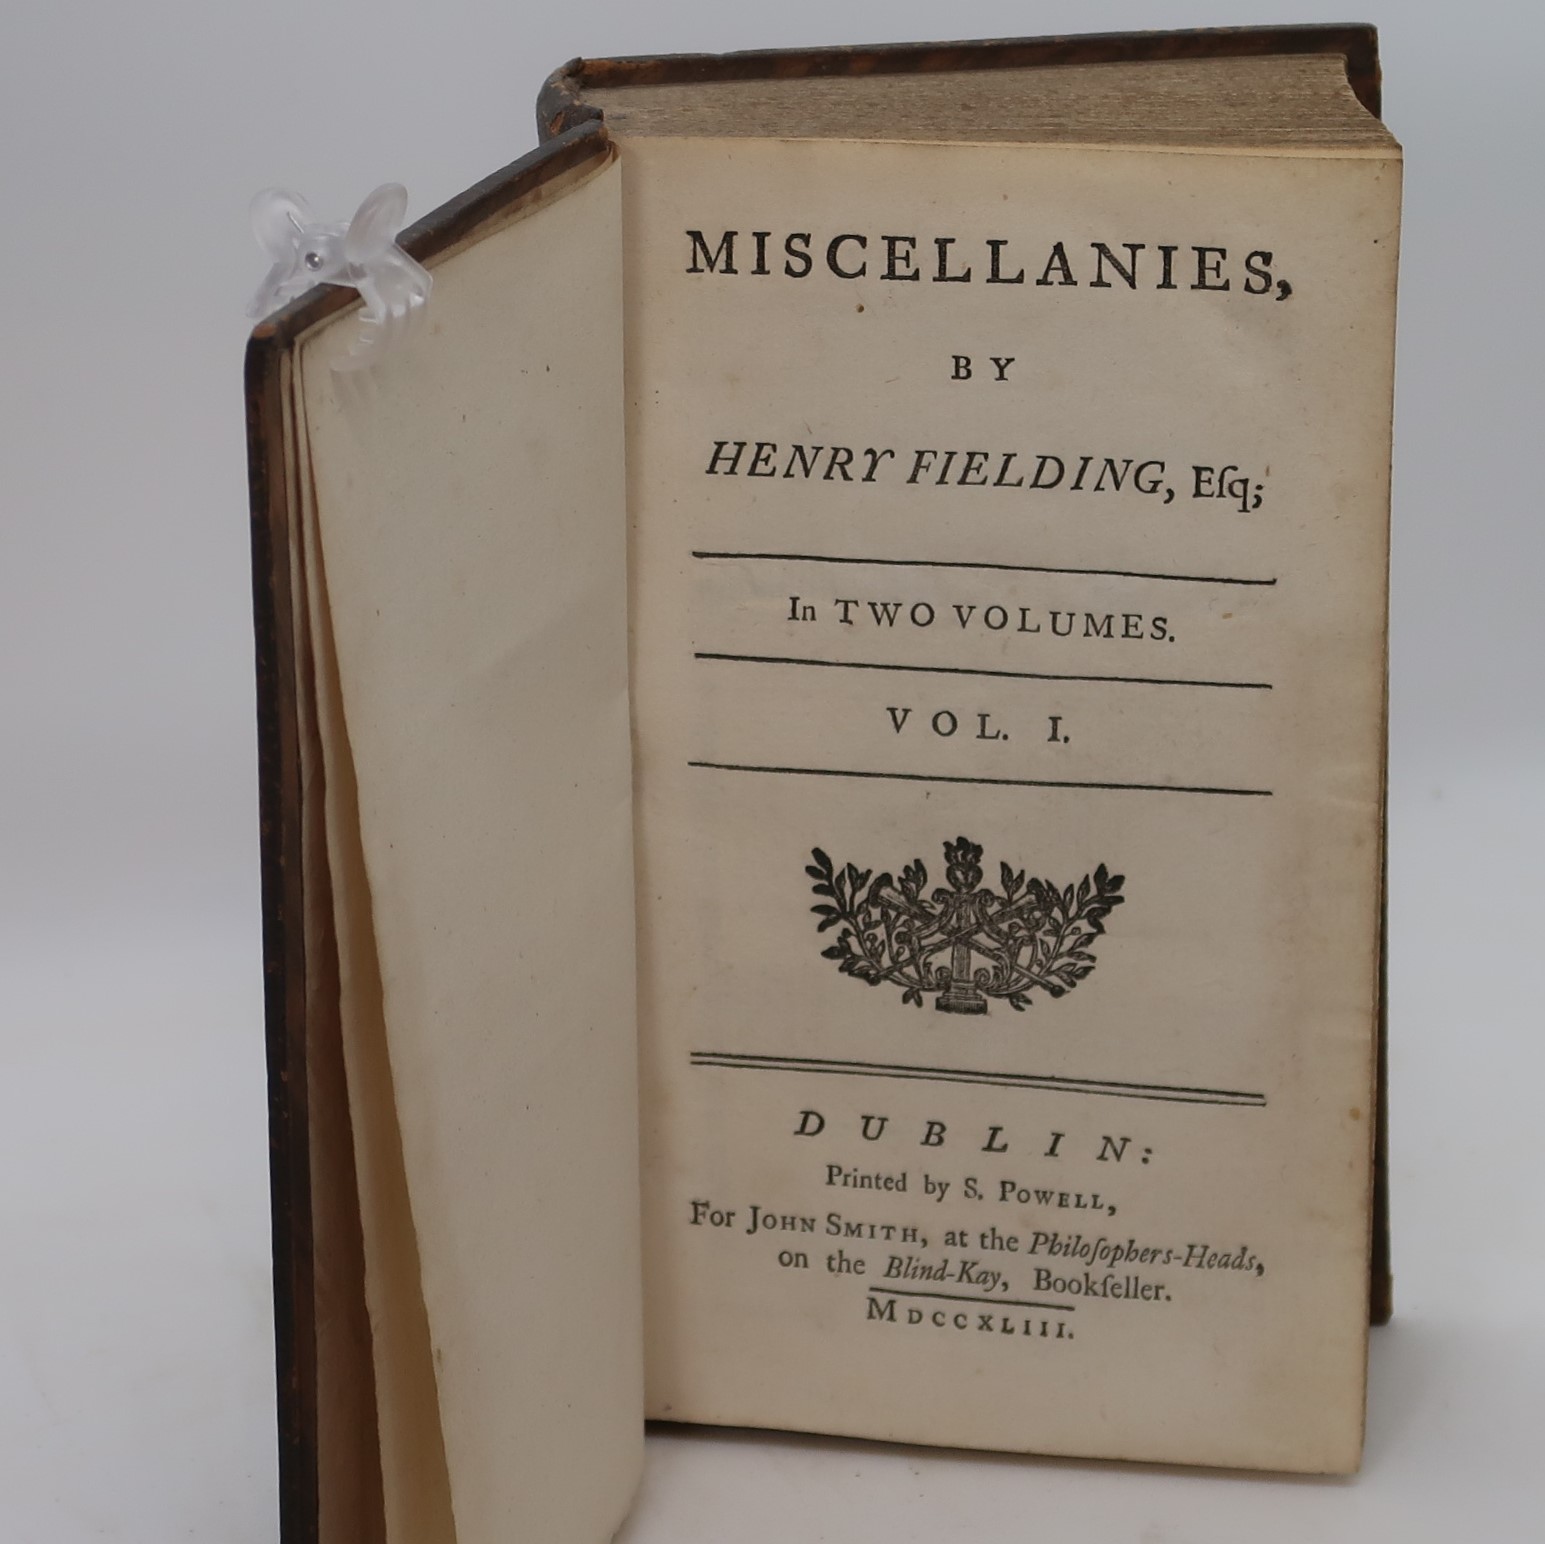 MISCELLANIES,
BY
HENRY FIELDING, Eſq;
In TWO VOLUMES.
VOL. I.
DUBLIN:
Printed by S. POWELL,
For JOHN SMITH, at the Philoſophers-Heads,
on the Blind-Kay, Bookſeller.
MDCCXLIII.